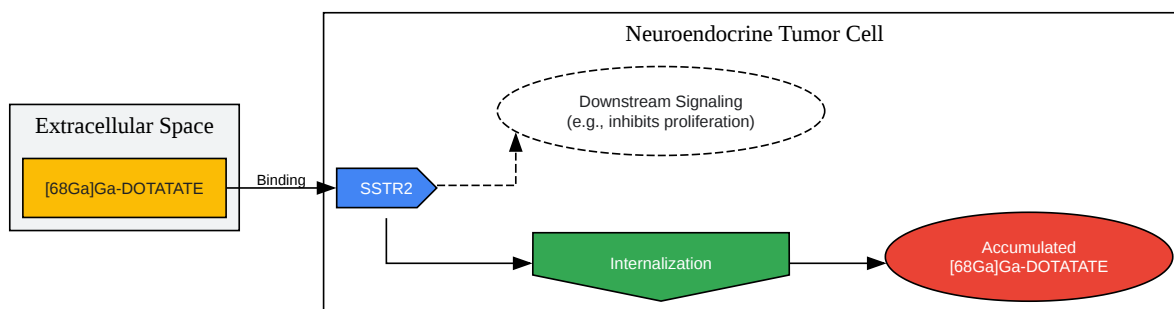 Neuroendocrine Tumor Cell
Downstream Signaling
(e.g., inhibits proliferation)
Extracellular Space
[68Ga]Ga-DOTATATE
Binding
SSTR2
Internalization
Accumulated
[68Ga]Ga-DOTATATE